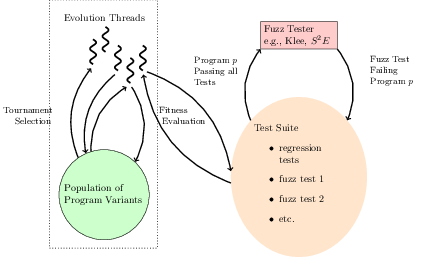 Evolution Threads
Fuzz Tester
e.g., Klee, S²E
Program p
Passing all
Tests
Fuzz Test
Failing
Program p
Tournament
Selection
Fitness
Evaluation
Test Suite
• regression
tests
• fuzz test 1
• fuzz test 2
• etc.
Population of
Program Variants